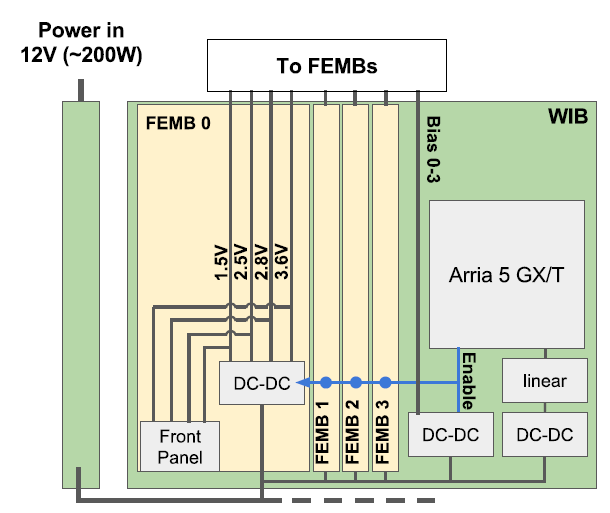 Power in
12V (~200W)
To FEMBs
FEMB 0
WIB
Bias 0-3
1.5V
2.5V
2.8V
3.6V
Arria 5 GX/T
Enable
linear
DC-DC
FEMB 1
FEMB 2
FEMB 3
Front
Panel
DC-DC
DC-DC